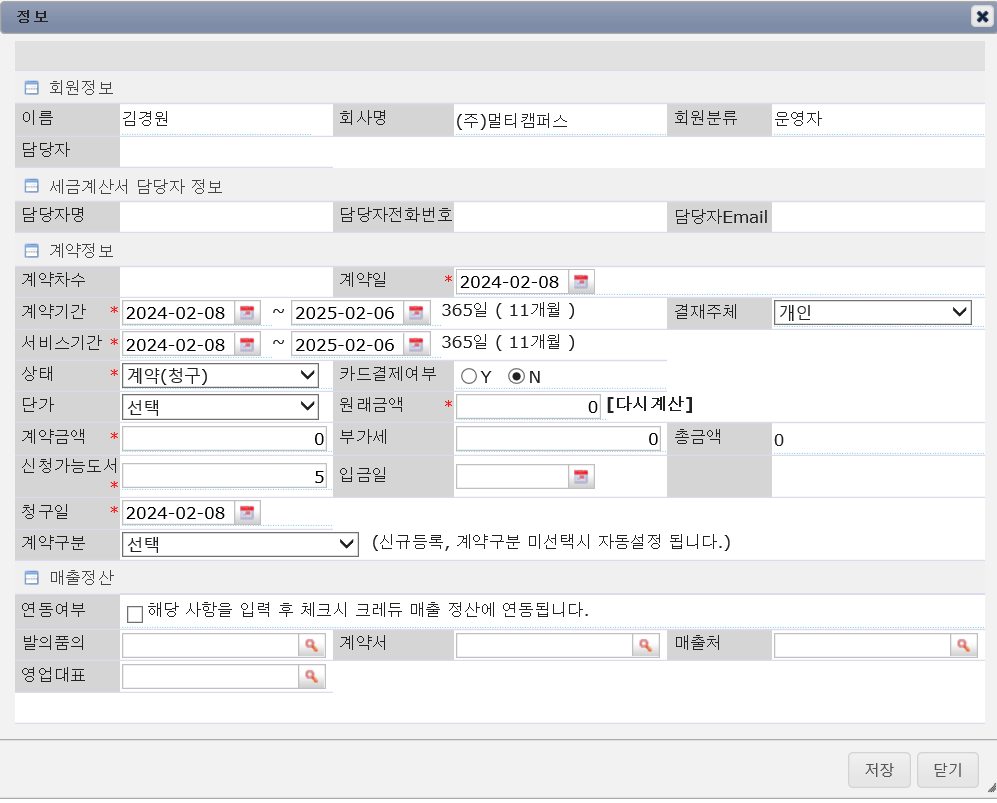 정보
회원정보
이름 김경원 회사명 (주)멀티캠퍼스 회원분류 운영자
담당자
세금계산서 담당자 정보
담당자명 담당자전화번호 담당자Email
계약정보
계약차수 계약일 * 2024-02-08
계약기간 * 2024-02-08 ~ 2025-02-06 365일 ( 11개월 ) 결재주체 개인
서비스기간 * 2024-02-08 ~ 2025-02-06 365일 ( 11개월 )
상태 * 계약(청구) 카드결제여부 Y N
단가 선택 원래금액 * 0 [다시계산]
계약금액 * 0 부가세 0 총금액 0
신청가능도서 * 5 입금일
청구일 * 2024-02-08
계약구분 선택 (신규등록, 계약구분 미선택시 자동설정 됩니다.)
매출정산
연동여부 해당 사항을 입력 후 체크시 크레듀 매출 정산에 연동됩니다.
발의품의 계약서 매출처
영업대표
저장 닫기